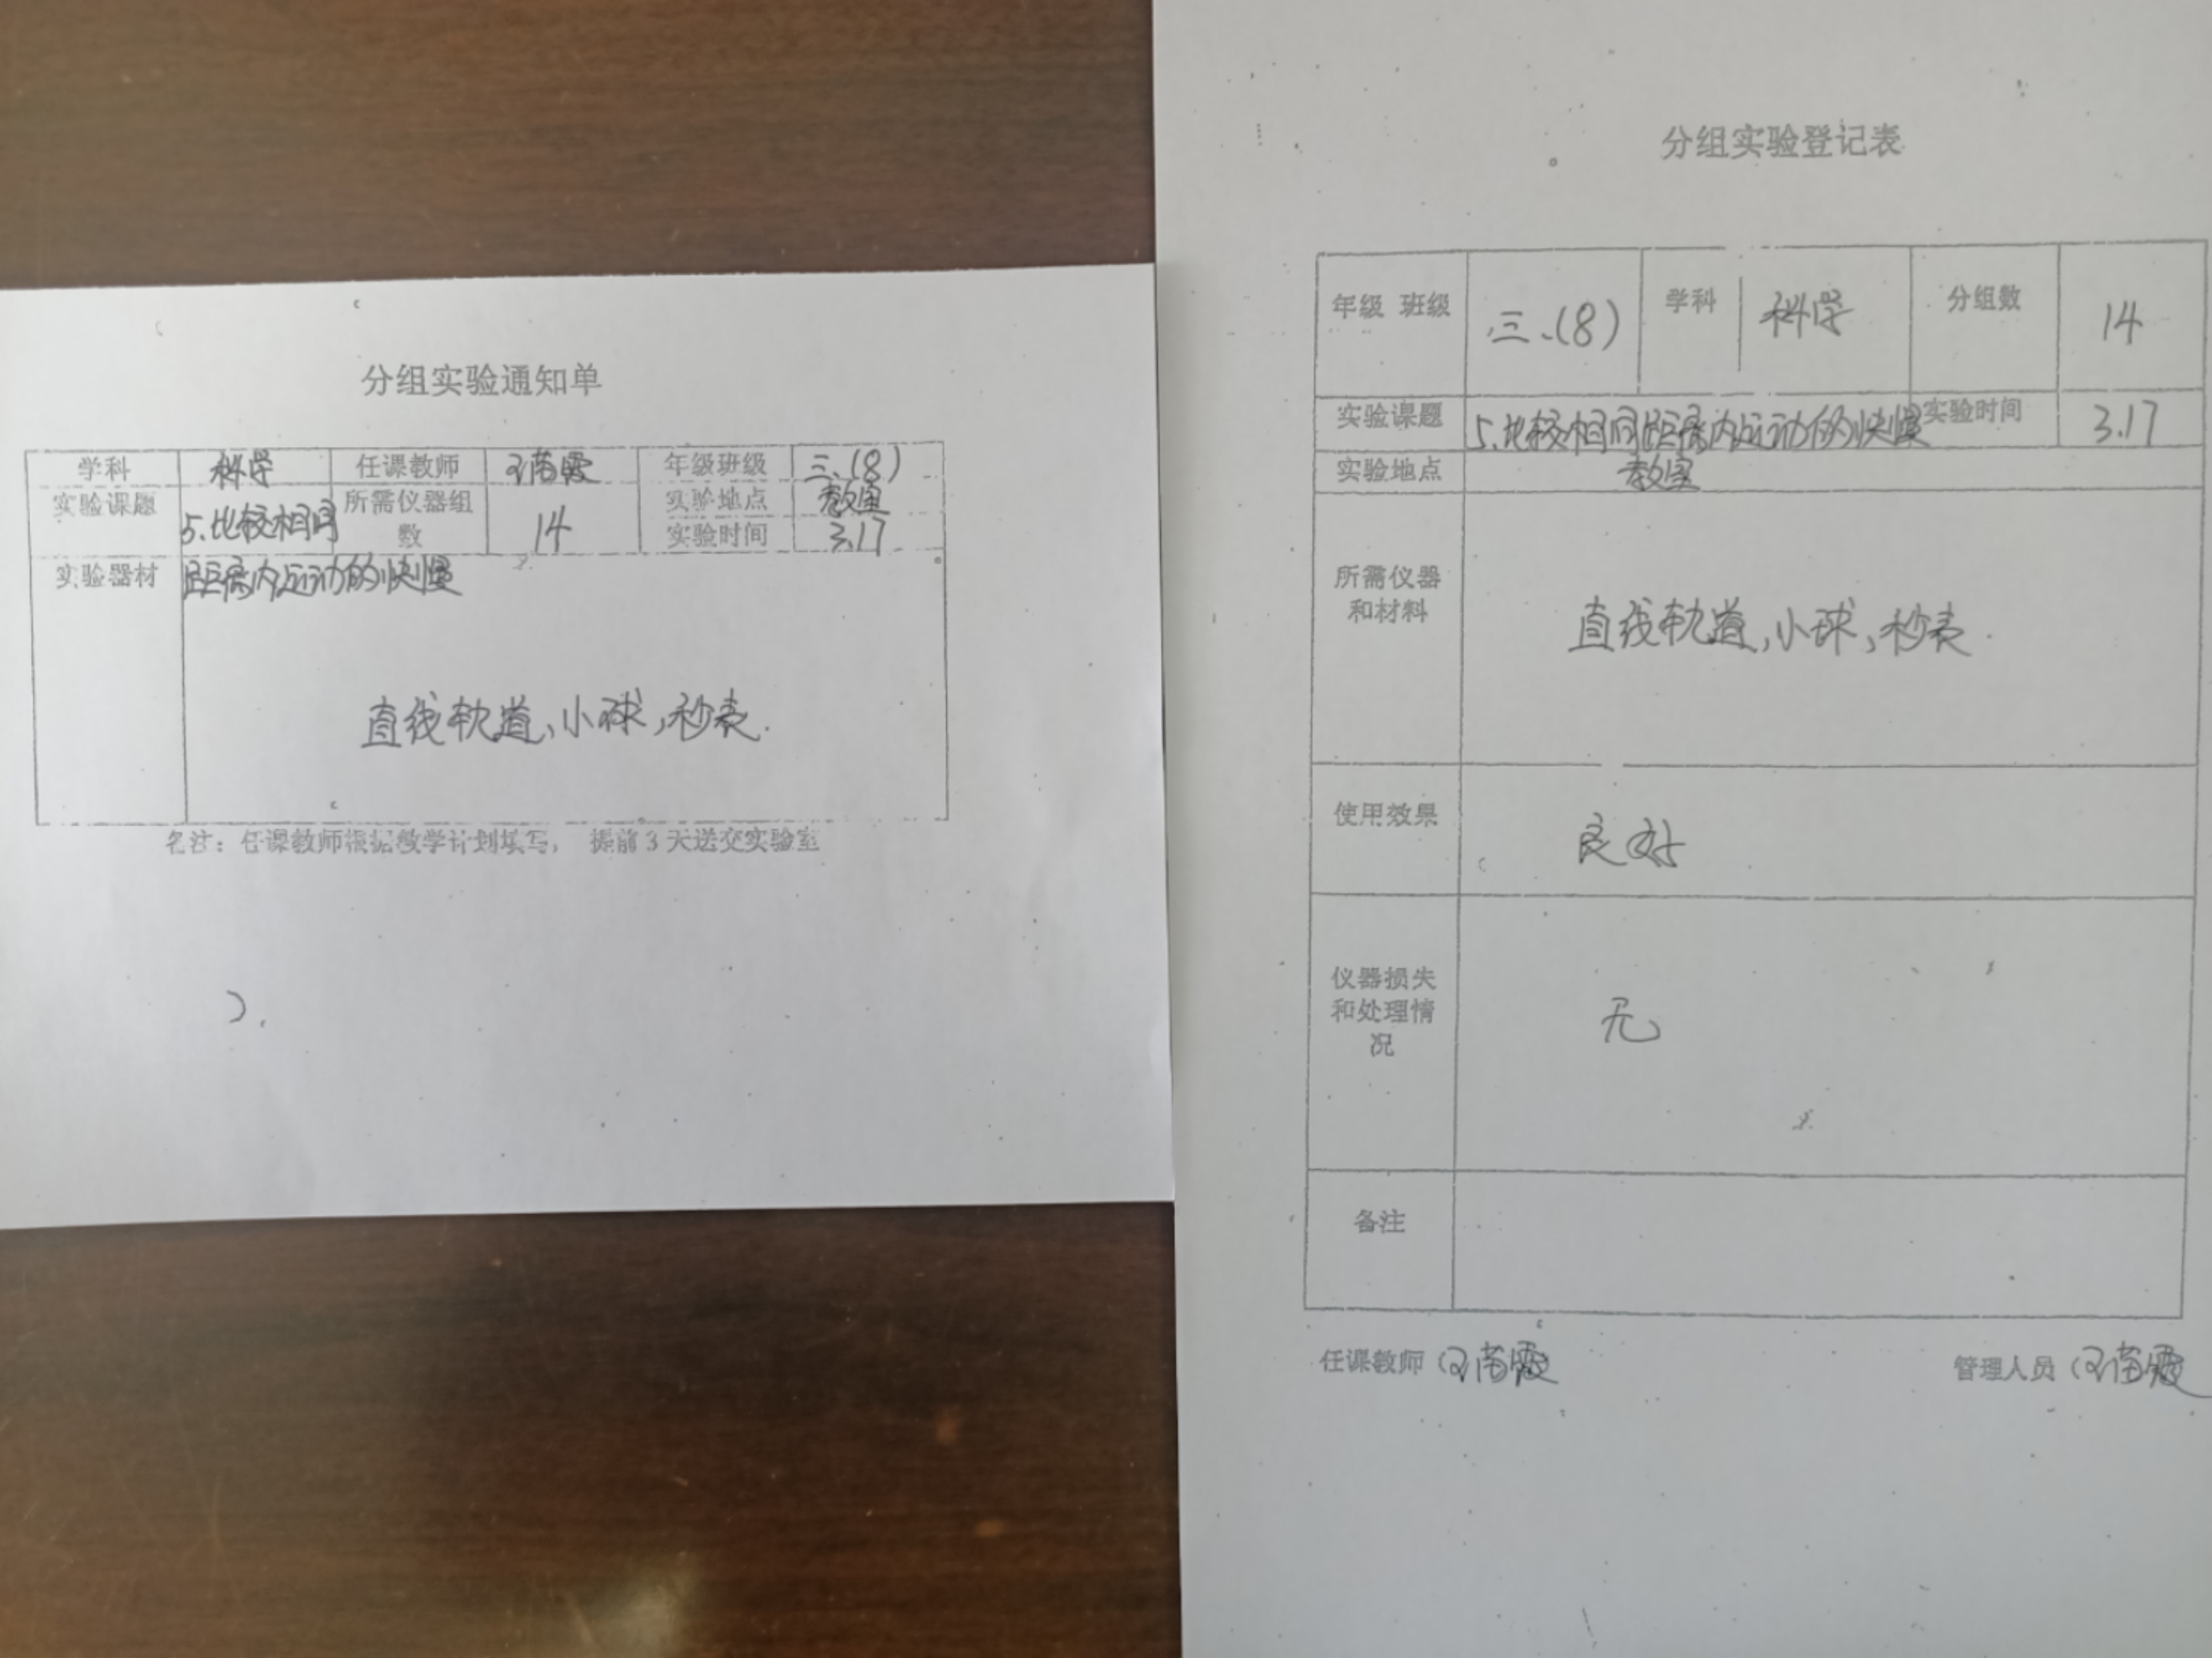 分组实验通知单
学科 科学 任课教师 年级班级 三.(8)
实验课题 5.比较相同 所需仪器组数 14 实验地点 教室
实验时间 3.17
距离内运动的快慢
实验器材
直线轨道,小球,秒表.
备注:任课教师根据教学计划填写, 提前3天送交实验室
分组实验登记表
年级 班级 三.(8) 学科 科学 分组数 14
实验课题 5.比较相同距离内运动的快慢 实验时间 3.17
实验地点 教室
所需仪器
和材料
直线轨道,小球,秒表.
使用效果 良好
仪器损失
和处理情
况
无
备注
任课教师
管理人员